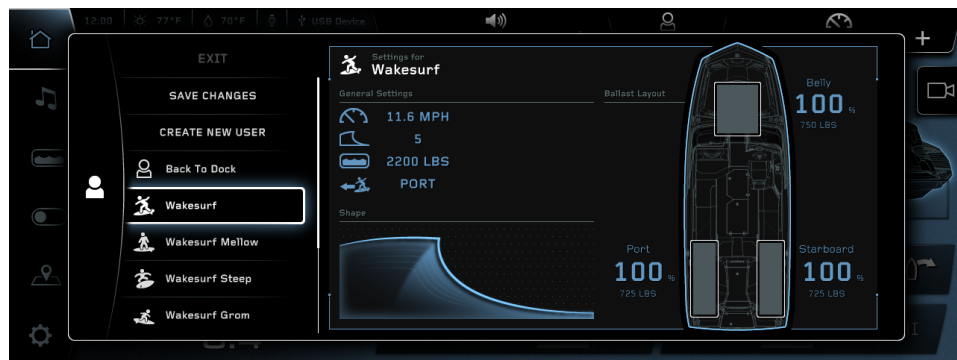 12:00 77°F 70°F USB Device
EXIT
SAVE CHANGES
CREATE NEW USER
Back To Dock
Wakesurf
Wakesurf Mellow
Wakesurf Steep
Wakesurf Grom
Settings for
Wakesurf
General Settings
11.6 MPH
5
2200 LBS
PORT
Shape
Ballast Layout
Belly
100 %
750 LBS
Port
100 %
725 LBS
Starboard
100 %
725 LBS
+